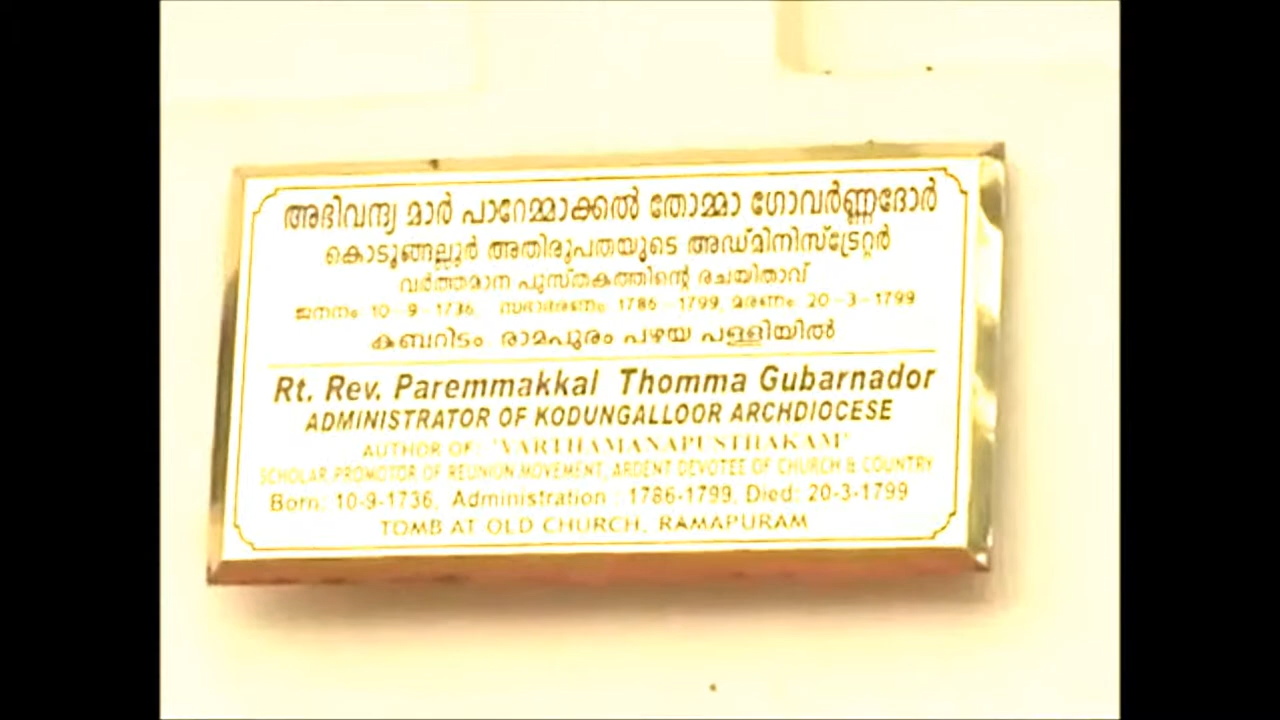 അഭിവന്ദ്യ മാർ പാറേമ്മാക്കൽ തോമ്മാ ഗോവർണ്ണദോർ
കൊടുങ്ങല്ലൂർ അതിരൂപതയുടെ അഡ്മിനിസ്ട്രേറ്റർ
വർത്തമാന പുസ്തകത്തിന്റെ രചയിതാവ്
ജനനം 10-9-1736, സഭാഭരണം 1786-1799, മരണം 20-3-1799
കബറിടം രാമപുരം പഴയ പള്ളിയിൽ
Rt. Rev. Paremmakkal Thomma Gubarnador
ADMINISTRATOR OF KODUNGALLOOR ARCHDIOCESE
AUTHOR OF: 'VARTHAMANAPUSTHAKAM'
SCHOLAR, PROMOTOR OF REUNION MOVEMENT, ARDENT DEVOTEE OF CHURCH & COUNTRY
Born: 10-9-1736, Administration : 1786-1799, Died: 20-3-1799
TOMB AT OLD CHURCH, RAMAPURAM